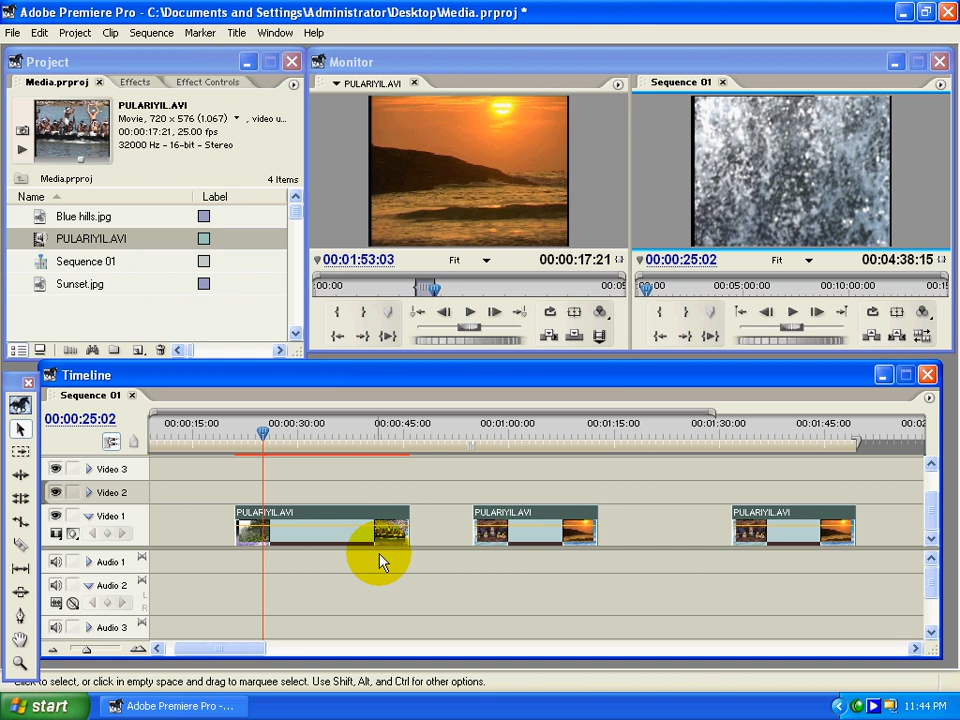 Adobe Premiere Pro - C:\Documents and Settings\Administrator\Desktop\Media.prproj *
File Edit Project Clip Sequence Marker Title Window Help
Project
Media.prproj Effects Effect Controls
PULARIYIL.AVI
Movie, 720 x 576 (1.067) , video u...
00:00:17:21, 25.00 fps
32000 Hz - 16-bit - Stereo
Media.prproj 4 Items
Name Label
Blue hills.jpg
PULARIYIL.AVI
Sequence 01
Sunset.jpg
Monitor
PULARIYIL.AVI
Sequence 01
00:01:53:03 Fit 00:00:17:21
00:00:25:02 Fit 00:04:38:15
:00:00 00:05
00:00 00:05:00:00 00:10:00:00 00:15
Timeline
Sequence 01
00:00:25:02
00:00:15:00 00:00:30:00 00:00:45:00 00:01:00:00 00:01:15:00 00:01:30:00 00:01:45:00 00:02
Video 3
Video 2
Video 1
PULARIYIL.AVI PULARIYIL.AVI PULARIYIL.AVI
Audio 1
Audio 2
L
R
Audio 3
Click to select, or click in empty space and drag to marquee select. Use Shift, Alt, and Ctrl for other options.
start Adobe Premiere Pro -... 11:44 PM